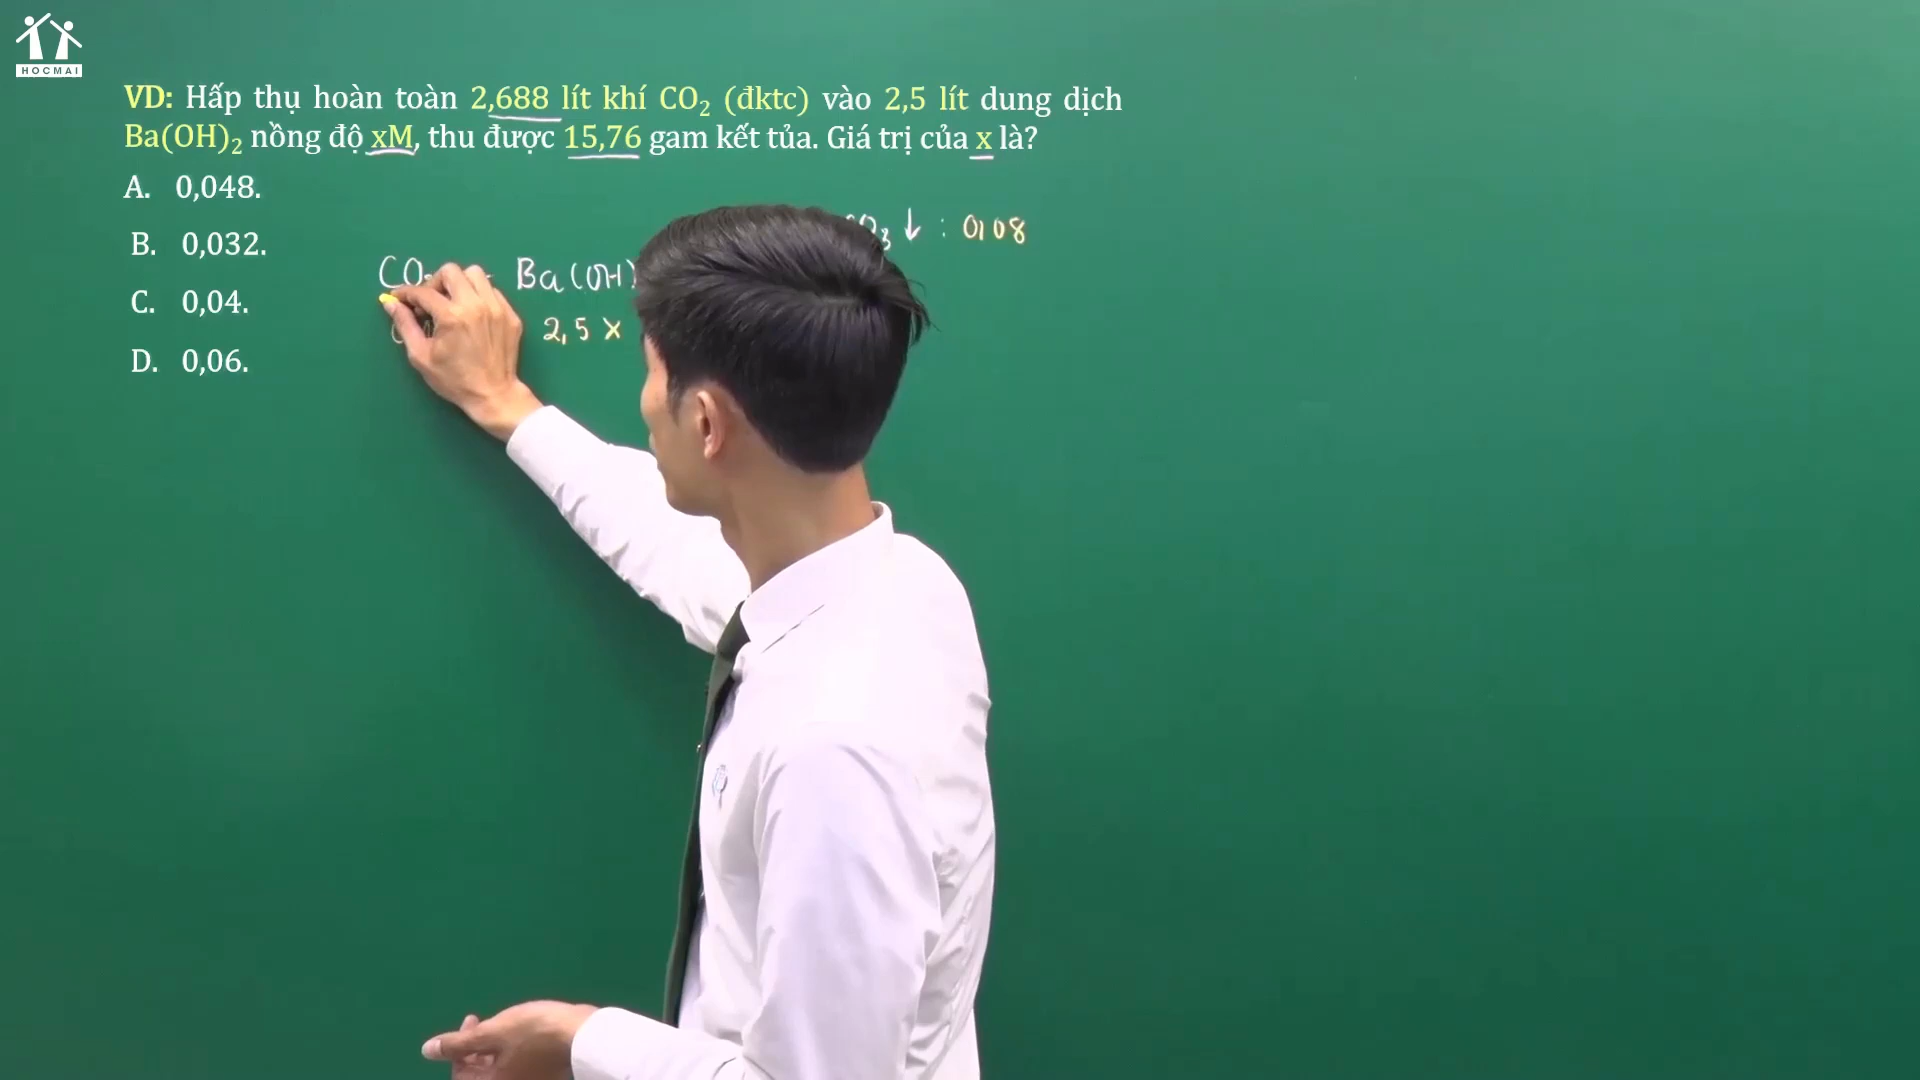 HOCMAI
VD: Hấp thụ hoàn toàn 2,688 lít khí CO₂ (đktc) vào 2,5 lít dung dịch
Ba(OH)₂ nồng độ xM, thu được 15,76 gam kết tủa. Giá trị của x là?
A. 0,048.
B. 0,032.
C. 0,04.
D. 0,06.
O₃↓ : 0,08
CO + Ba(OH)
2,5 x